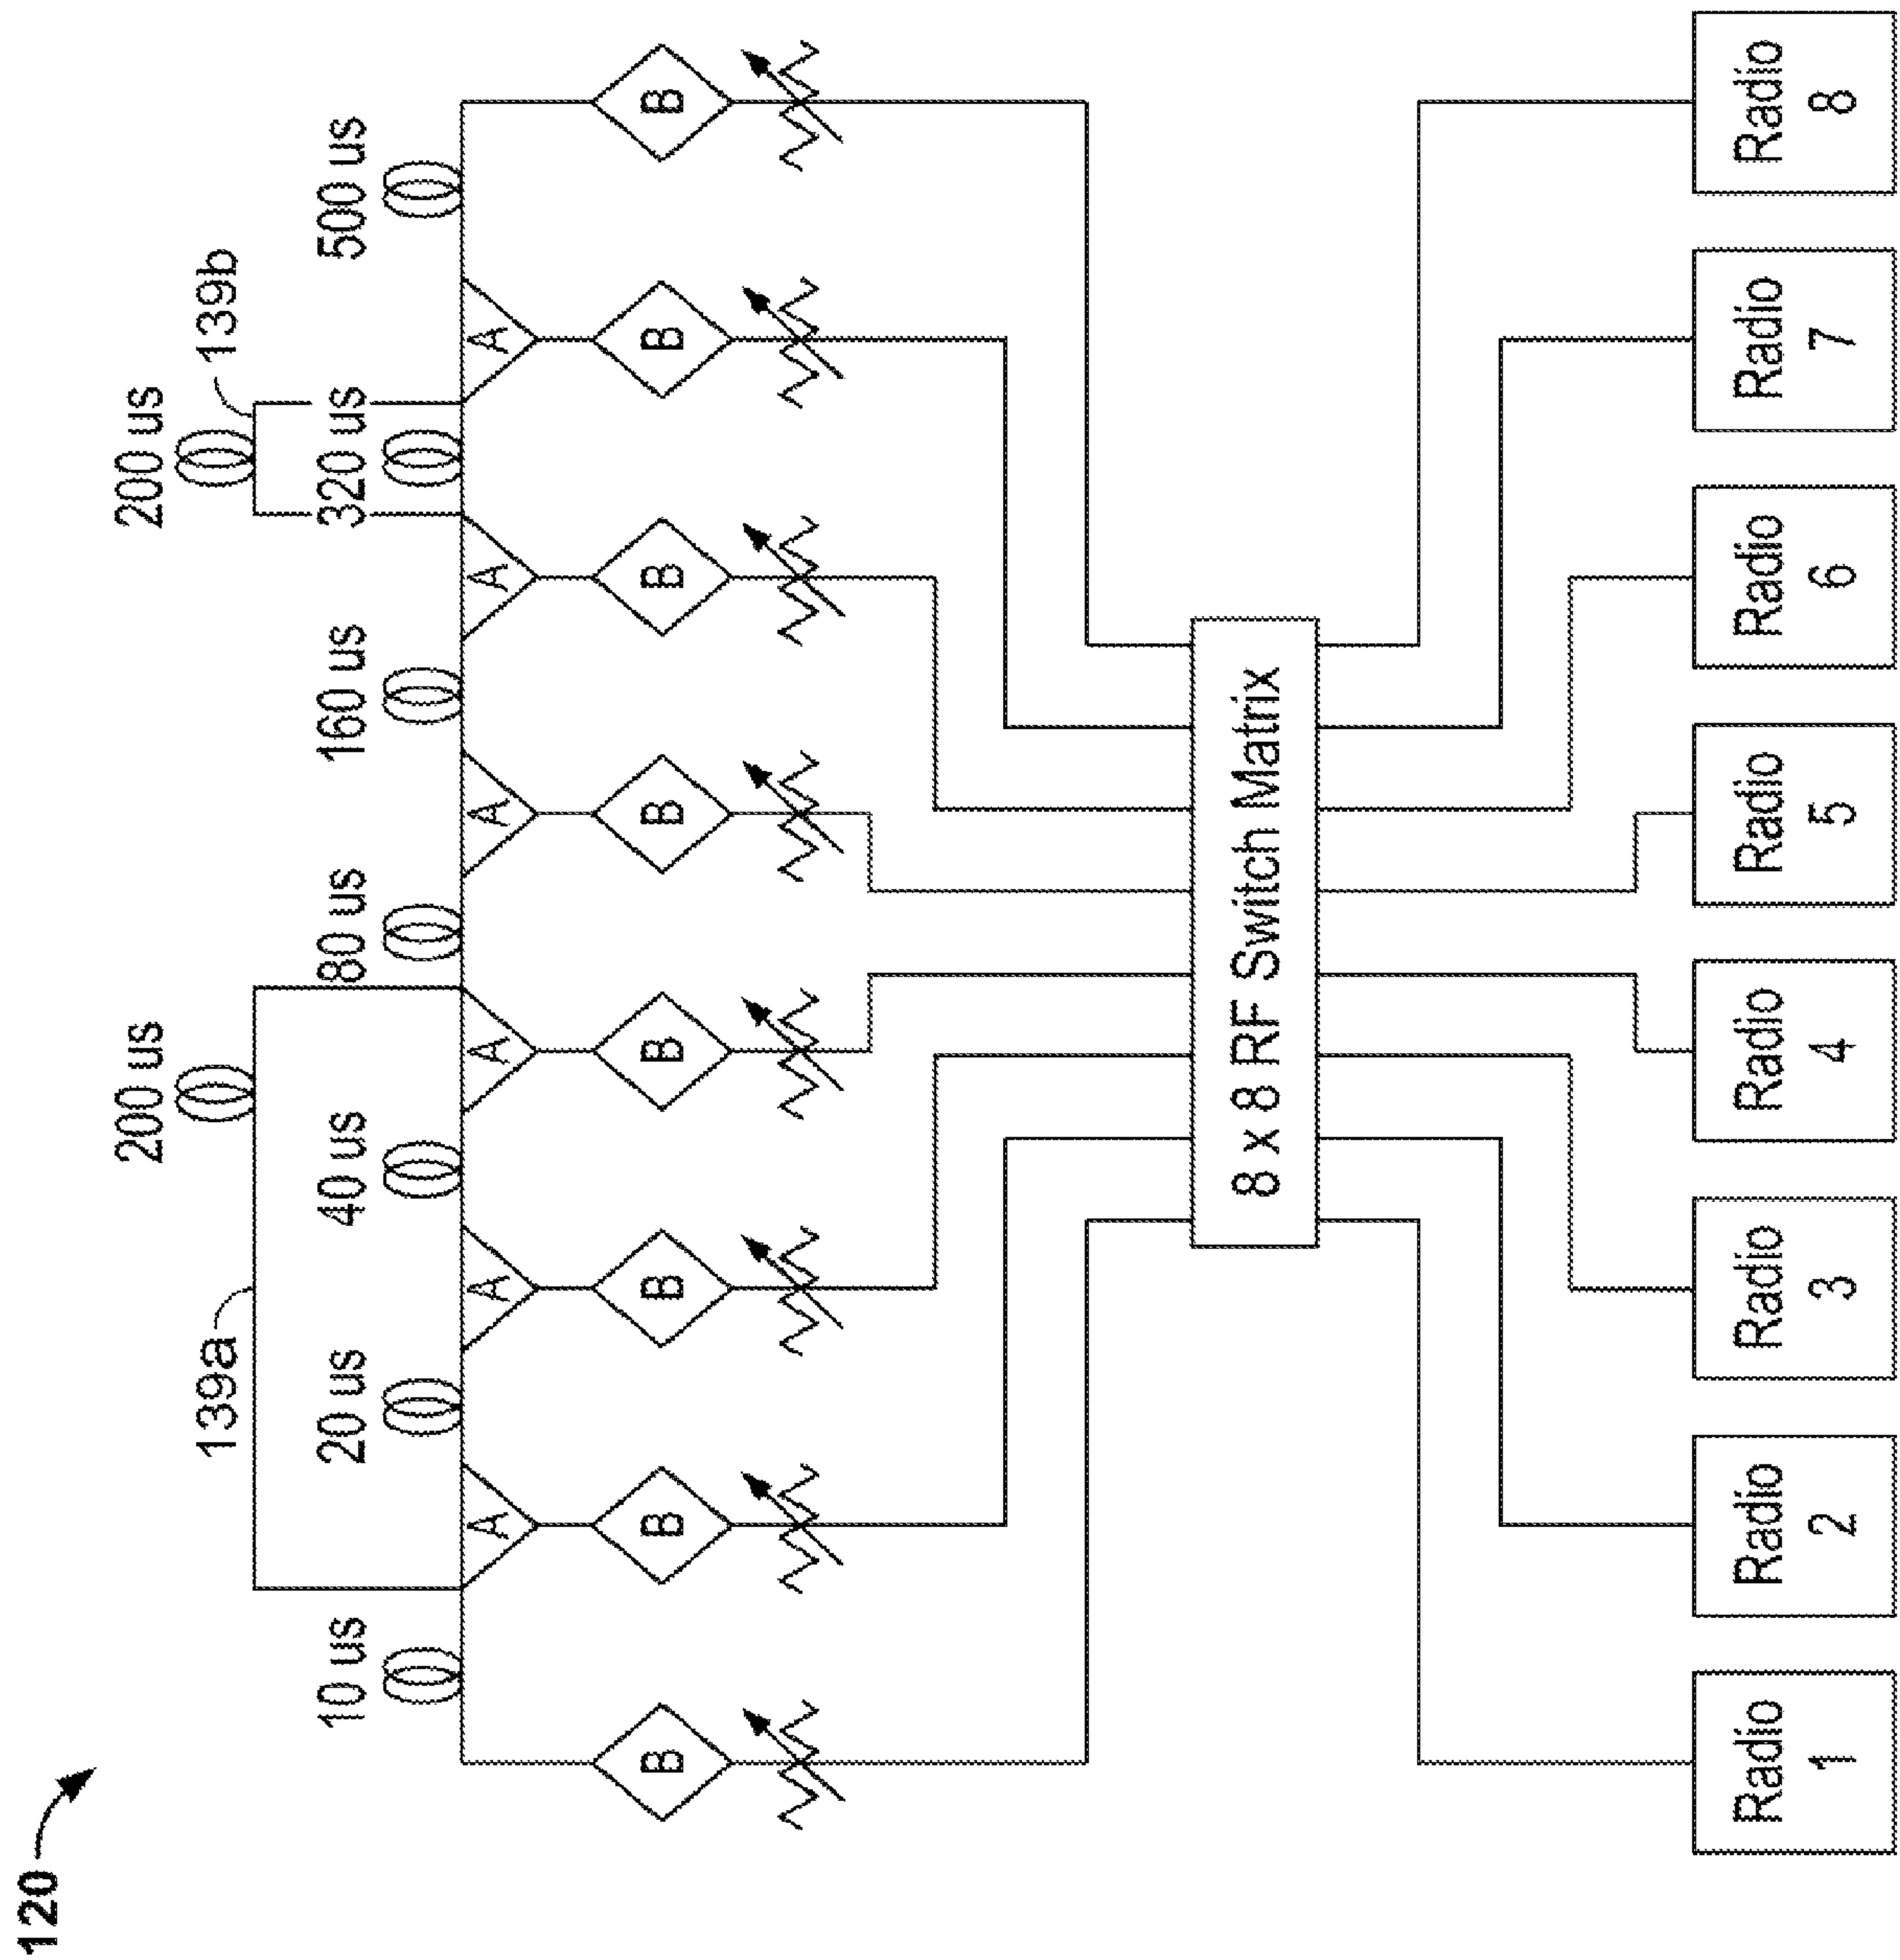 120
200 us
200 us
139a
139b
10 us
20 us
40 us
80 us
160 us
320 us
500 us
A
A
A
A
A
A
B
B
B
B
B
B
B
B
8 x 8 RF Switch Matrix
Radio
1
Radio
2
Radio
3
Radio
4
Radio
5
Radio
6
Radio
7
Radio
8